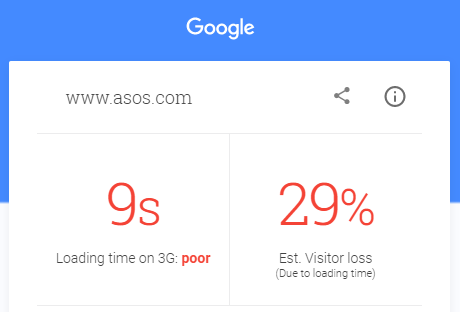 Google
www.asos.com
9s
Loading time on 3G: poor
29%
Est. Visitor loss
(Due to loading time)